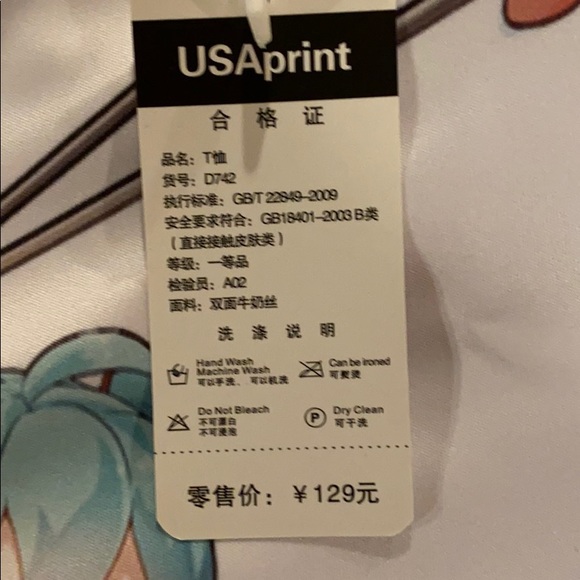 USAprint
合格证
品名：T恤
货号：D742
执行标准：GB/T 22849-2009
安全要求符合：GB18401-2003 B类
（直接接触皮肤类）
等级：一等品
检验员：A02
面料：双面牛奶丝
洗涤说明
Hand Wash
Machine Wash
可以手洗、可以机洗
Can be ironed
可熨烫
Do Not Bleach
不可漂白
不可浸泡
P
Dry Clean
可干洗
零售价：￥129元